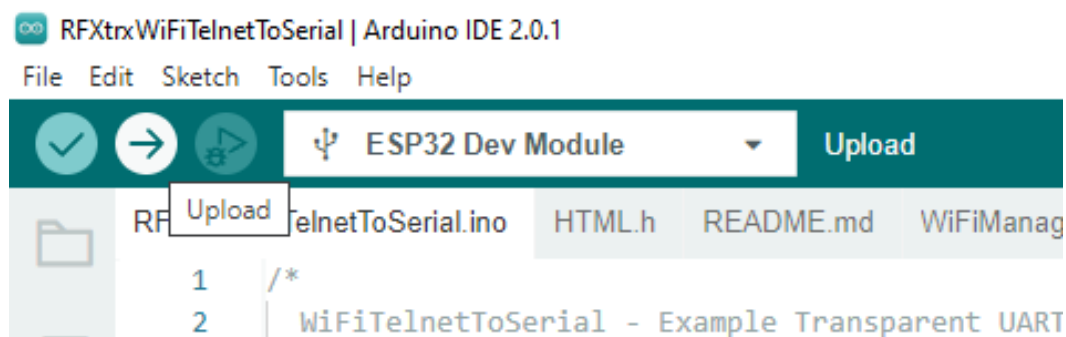 RFXtrxWiFiTelnetToSerial | Arduino IDE 2.0.1
File Edit Sketch Tools Help
ESP32 Dev Module Upload
Upload
RF TelnetToSerial.ino HTML.h README.md WiFiManag
1 /*
2 WiFiTelnetToSerial - Example Transparent UART